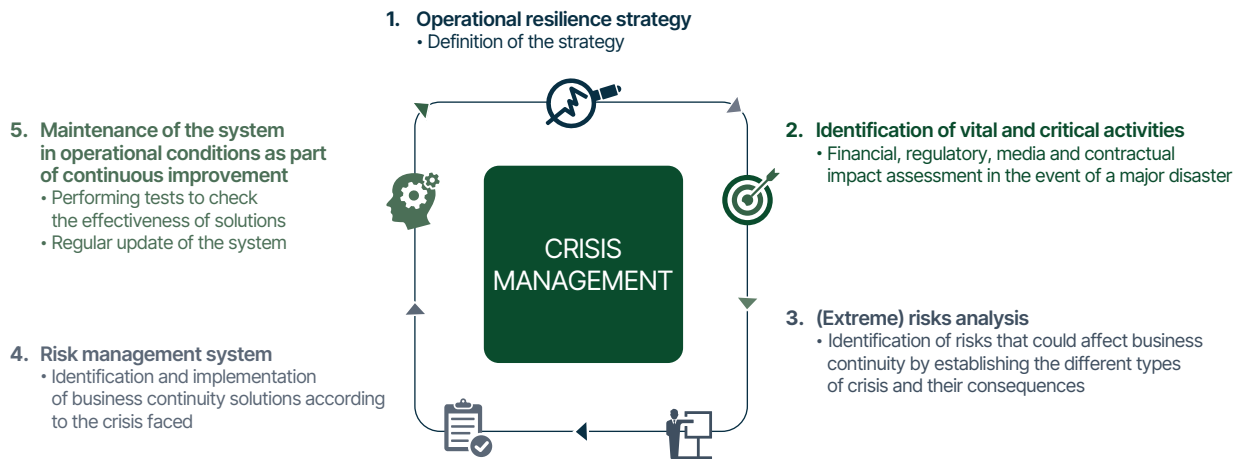 1. Operational resilience strategy
• Definition of the strategy
2. Identification of vital and critical activities
• Financial, regulatory, media and contractual
impact assessment in the event of a major disaster
3. (Extreme) risks analysis
• Identification of risks that could affect business
continuity by establishing the different types
of crisis and their consequences
4. Risk management system
• Identification and implementation
of business continuity solutions according
to the crisis faced
5. Maintenance of the system
in operational conditions as part
of continuous improvement
• Performing tests to check
the effectiveness of solutions
• Regular update of the system
CRISIS
MANAGEMENT